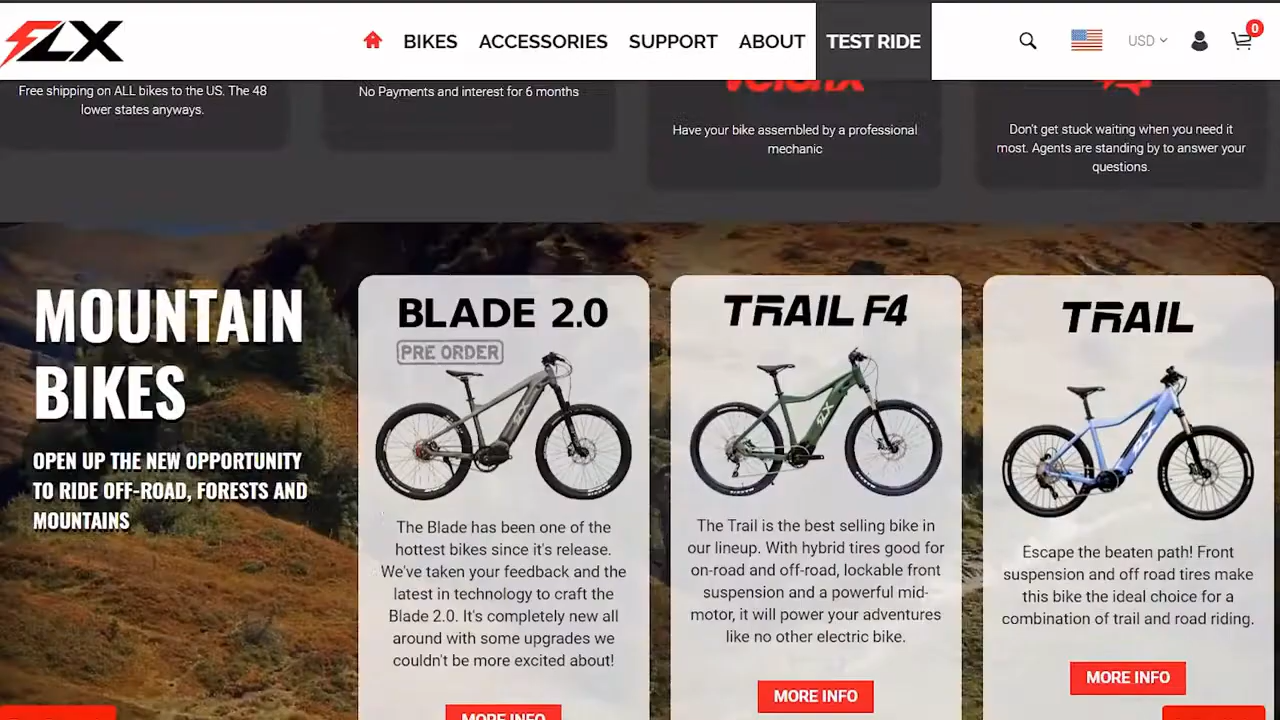 FLX
BIKES
ACCESSORIES
SUPPORT
ABOUT
TEST RIDE
USD
0
Free shipping on ALL bikes to the US. The 48
lower states anyways.
No Payments and interest for 6 months
Have your bike assembled by a professional
mechanic
Don't get stuck waiting when you need it
most. Agents are standing by to answer your
questions.
MOUNTAIN
BIKES
OPEN UP THE NEW OPPORTUNITY
TO RIDE OFF-ROAD, FORESTS AND
MOUNTAINS
BLADE 2.0
PRE ORDER
FLX
The Blade has been one of the
hottest bikes since it's release.
We've taken your feedback and the
latest in technology to craft the
Blade 2.0. It's completely new all
around with some upgrades we
couldn't be more excited about!
MORE INFO
TRAIL F4
FLX
The Trail is the best selling bike in
our lineup. With hybrid tires good for
on-road and off-road, lockable front
suspension and a powerful mid-
motor, it will power your adventures
like no other electric bike.
MORE INFO
TRAIL
FLX
Escape the beaten path! Front
suspension and off road tires make
this bike the ideal choice for a
combination of trail and road riding.
MORE INFO